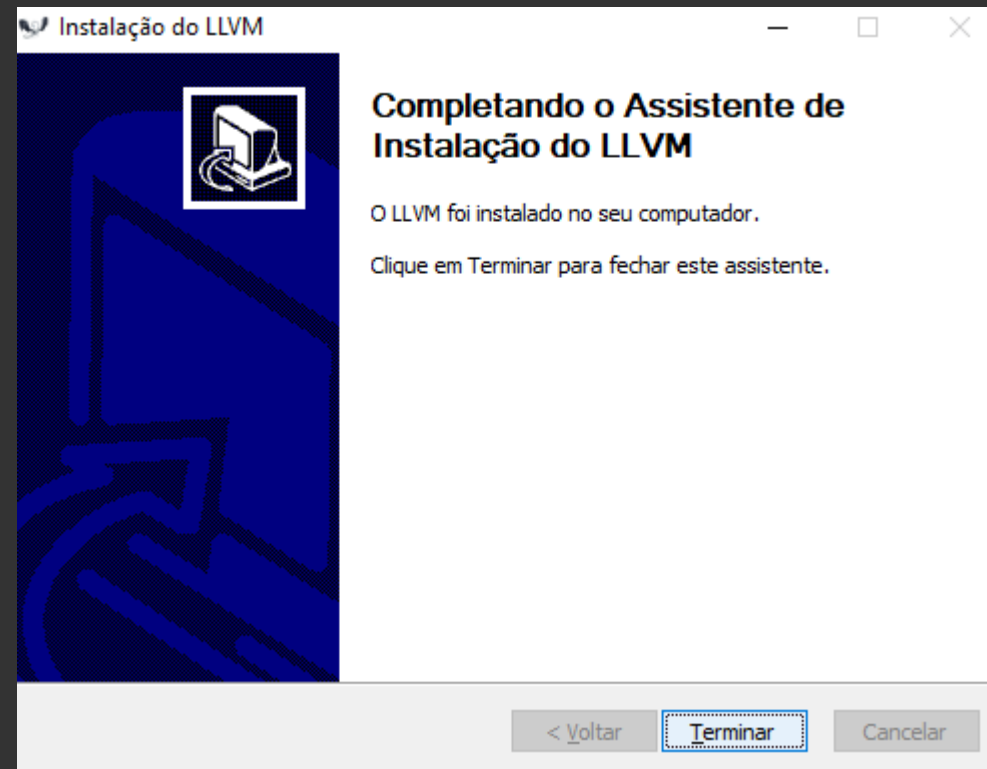 Instalação do LLVM
Completando o Assistente de
Instalação do LLVM
O LLVM foi instalado no seu computador.
Clique em Terminar para fechar este assistente.
< Voltar
Terminar
Cancelar